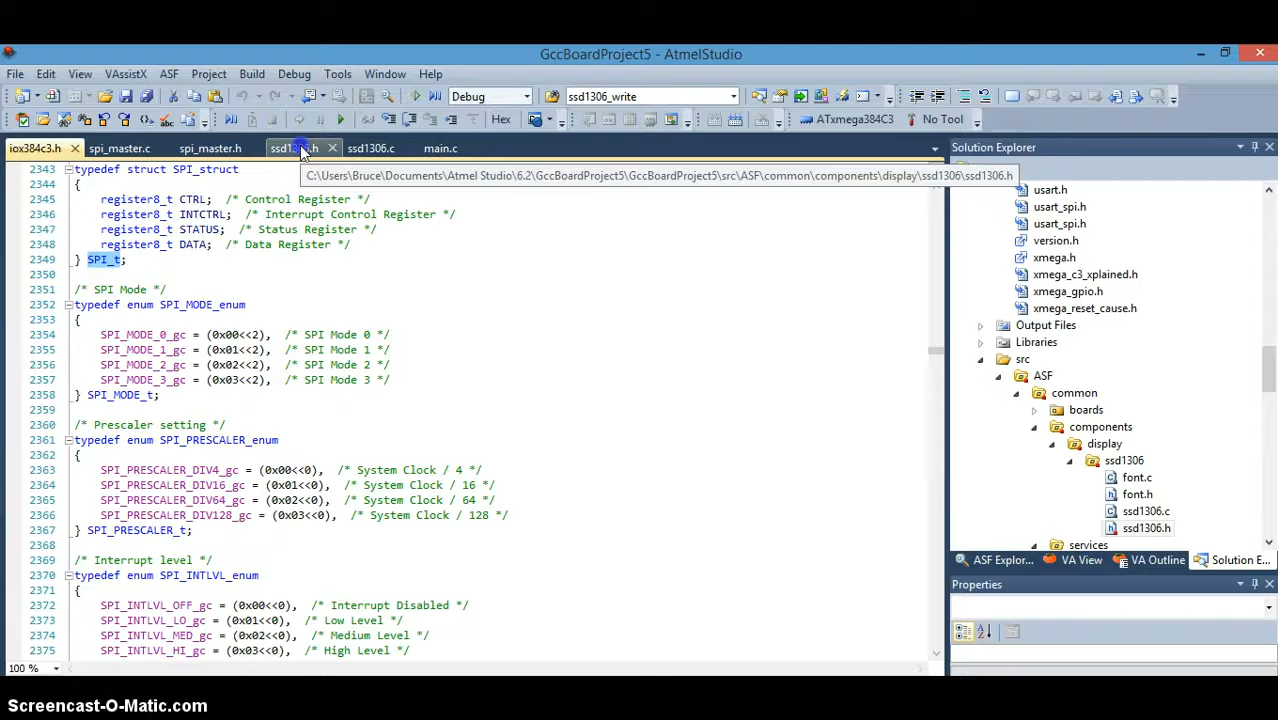 GccBoardProject5 - AtmelStudio
File Edit View VAssistX ASF Project Build Debug Tools Window Help
Debug ssd1306_write
Hex ATxmega384C3 No Tool
iox384c3.h spi_master.c spi_master.h ssd1306.h ssd1306.c main.c
C:\Users\Bruce\Documents\Atmel Studio\6.2\GccBoardProject5\GccBoardProject5\src\ASF\common\components\display\ssd1306\ssd1306.h
2343 typedef struct SPI_struct
2344 {
2345 register8_t CTRL; /* Control Register */
2346 register8_t INTCTRL; /* Interrupt Control Register */
2347 register8_t STATUS; /* Status Register */
2348 register8_t DATA; /* Data Register */
2349 } SPI_t;
2350
2351 /* SPI Mode */
2352 typedef enum SPI_MODE_enum
2353 {
2354 SPI_MODE_0_gc = (0x00<<2), /* SPI Mode 0 */
2355 SPI_MODE_1_gc = (0x01<<2), /* SPI Mode 1 */
2356 SPI_MODE_2_gc = (0x02<<2), /* SPI Mode 2 */
2357 SPI_MODE_3_gc = (0x03<<2), /* SPI Mode 3 */
2358 } SPI_MODE_t;
2359
2360 /* Prescaler setting */
2361 typedef enum SPI_PRESCALER_enum
2362 {
2363 SPI_PRESCALER_DIV4_gc = (0x00<<0), /* System Clock / 4 */
2364 SPI_PRESCALER_DIV16_gc = (0x01<<0), /* System Clock / 16 */
2365 SPI_PRESCALER_DIV64_gc = (0x02<<0), /* System Clock / 64 */
2366 SPI_PRESCALER_DIV128_gc = (0x03<<0), /* System Clock / 128 */
2367 } SPI_PRESCALER_t;
2368
2369 /* Interrupt level */
2370 typedef enum SPI_INTLVL_enum
2371 {
2372 SPI_INTLVL_OFF_gc = (0x00<<0), /* Interrupt Disabled */
2373 SPI_INTLVL_LO_gc = (0x01<<0), /* Low Level */
2374 SPI_INTLVL_MED_gc = (0x02<<0), /* Medium Level */
2375 SPI_INTLVL_HI_gc = (0x03<<0), /* High Level */
100 %
Solution Explorer
usart.h
usart_spi.h
usart_spi.h
version.h
xmega.h
xmega_c3_xplained.h
xmega_gpio.h
xmega_reset_cause.h
Output Files
Libraries
src
ASF
common
boards
components
display
ssd1306
font.c
font.h
ssd1306.c
ssd1306.h
services
ASF Explor... VA View VA Outline Solution E...
Properties
Screencast-O-Matic.com